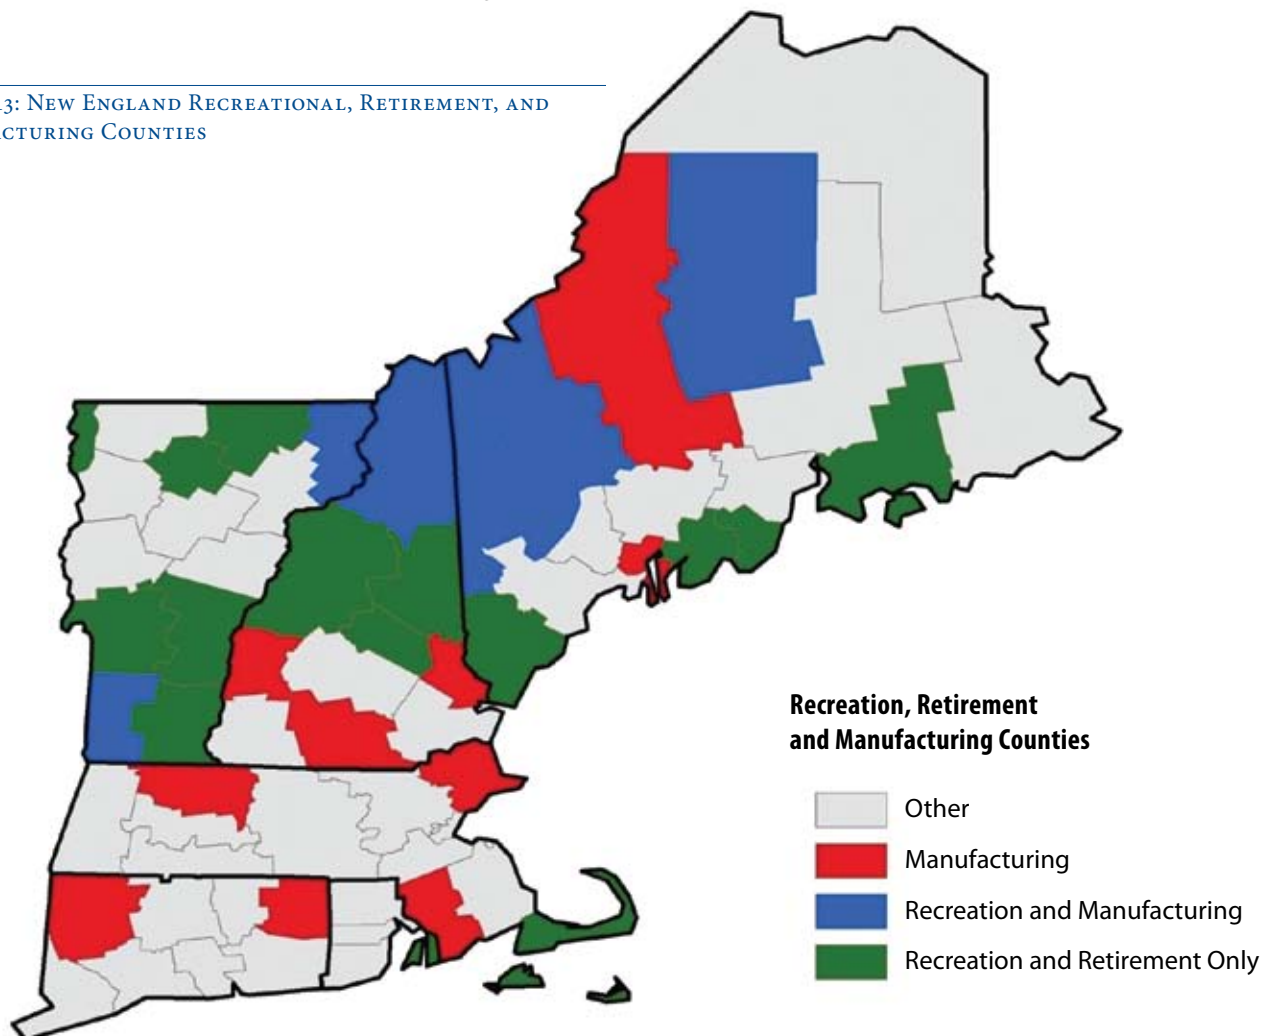 3: New England Recreational, Retirement, and
cturing Counties
Recreation, Retirement
and Manufacturing Counties
Other
Manufacturing
Recreation and Manufacturing
Recreation and Retirement Only